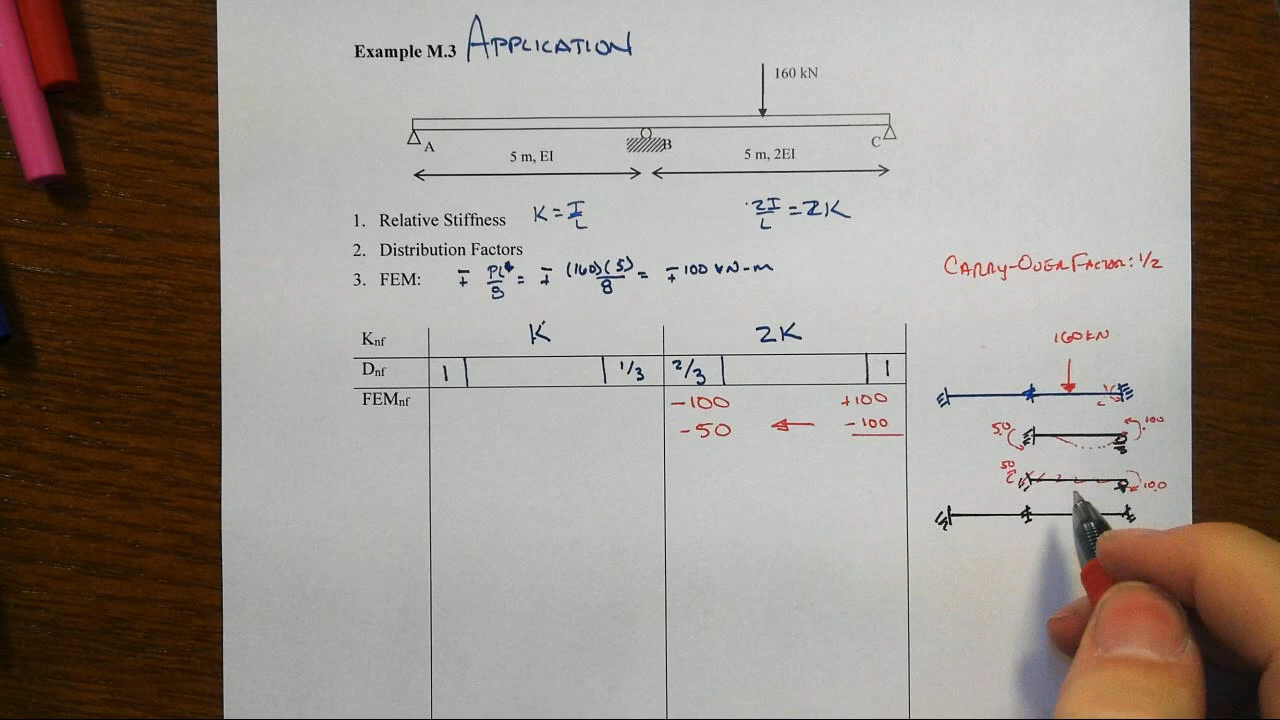 Example M.3 APPLICATION
160 kN
A
B
C
5 m, EI
5 m, 2EI
1. Relative Stiffness K = I/L 2I/L = 2K
2. Distribution Factors
3. FEM: ∓ PL/8 = ∓ (160)(5)/8 = ∓100 kN-m
CARRY-OVER FACTOR: 1/2
Knf K 2K
Dnf 1 1/3 2/3 1
FEMnf -100 +100
-50 ← -100
160 kN
50 100
50 100